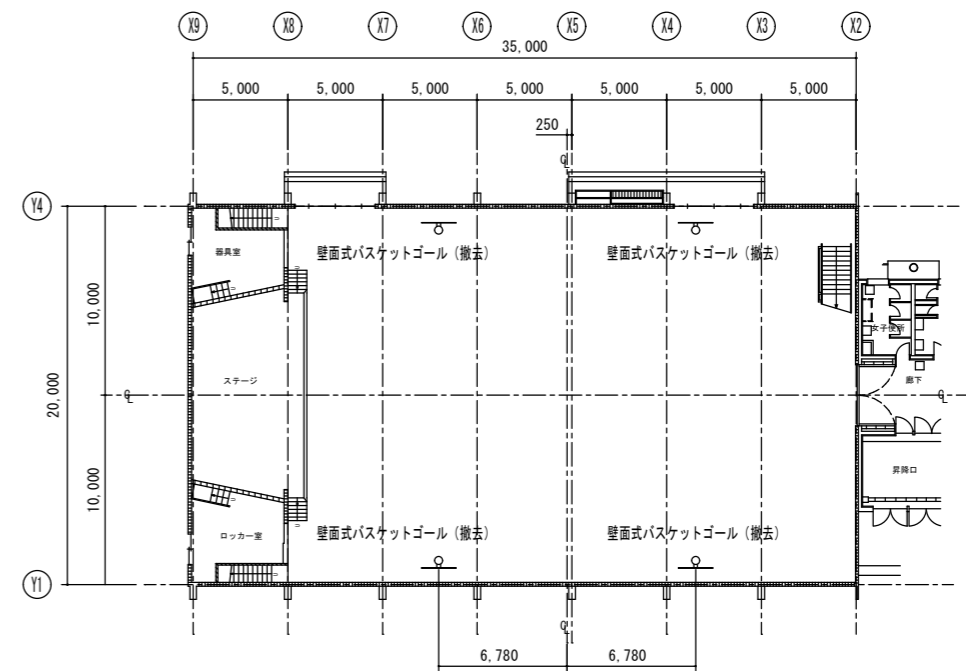 X9 X8 X7 X6 X5 X4 X3 X2
35,000
5,000 5,000 5,000 5,000 5,000 5,000 5,000
250
℄
Y4
壁面式バスケットゴール（撤去） 壁面式バスケットゴール（撤去）
器具室
10,000
女子便所
ステージ
廊下
20,000
℄ ℄
昇降口
10,000
ロッカー室
壁面式バスケットゴール（撤去） 壁面式バスケットゴール（撤去）
Y1
℄
6,780 6,780